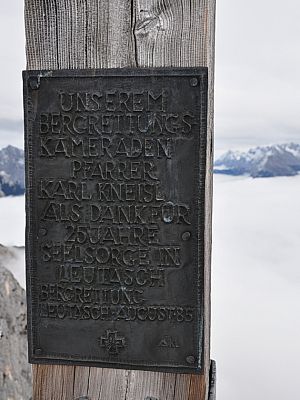 UNSEREM
BERGRETTUNGS
KAMERADEN
PFARRER
KARL KNEISL
ALS DANK FÜR
25 JAHRE
SEELSORGE IN
LEUTASCH
BERGRETTUNG
LEUTASCH·AUGUST·85